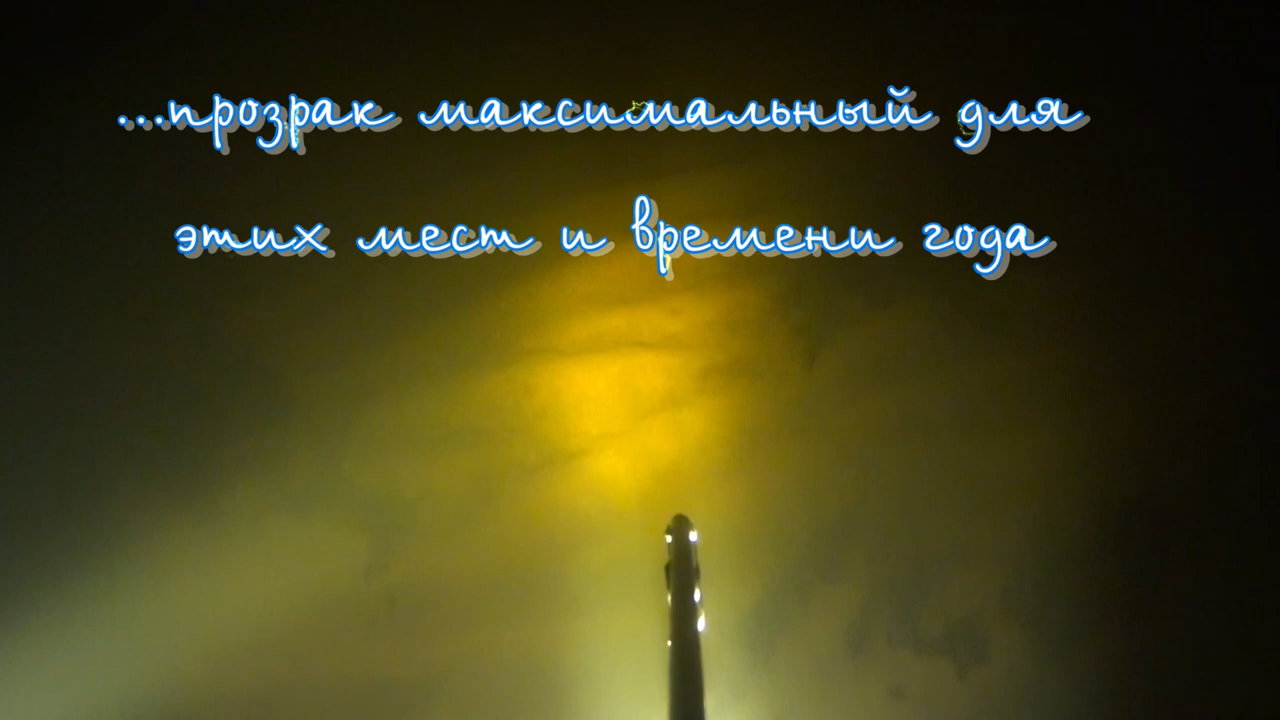 ...прозрак максимальный для
этих мест и времени года